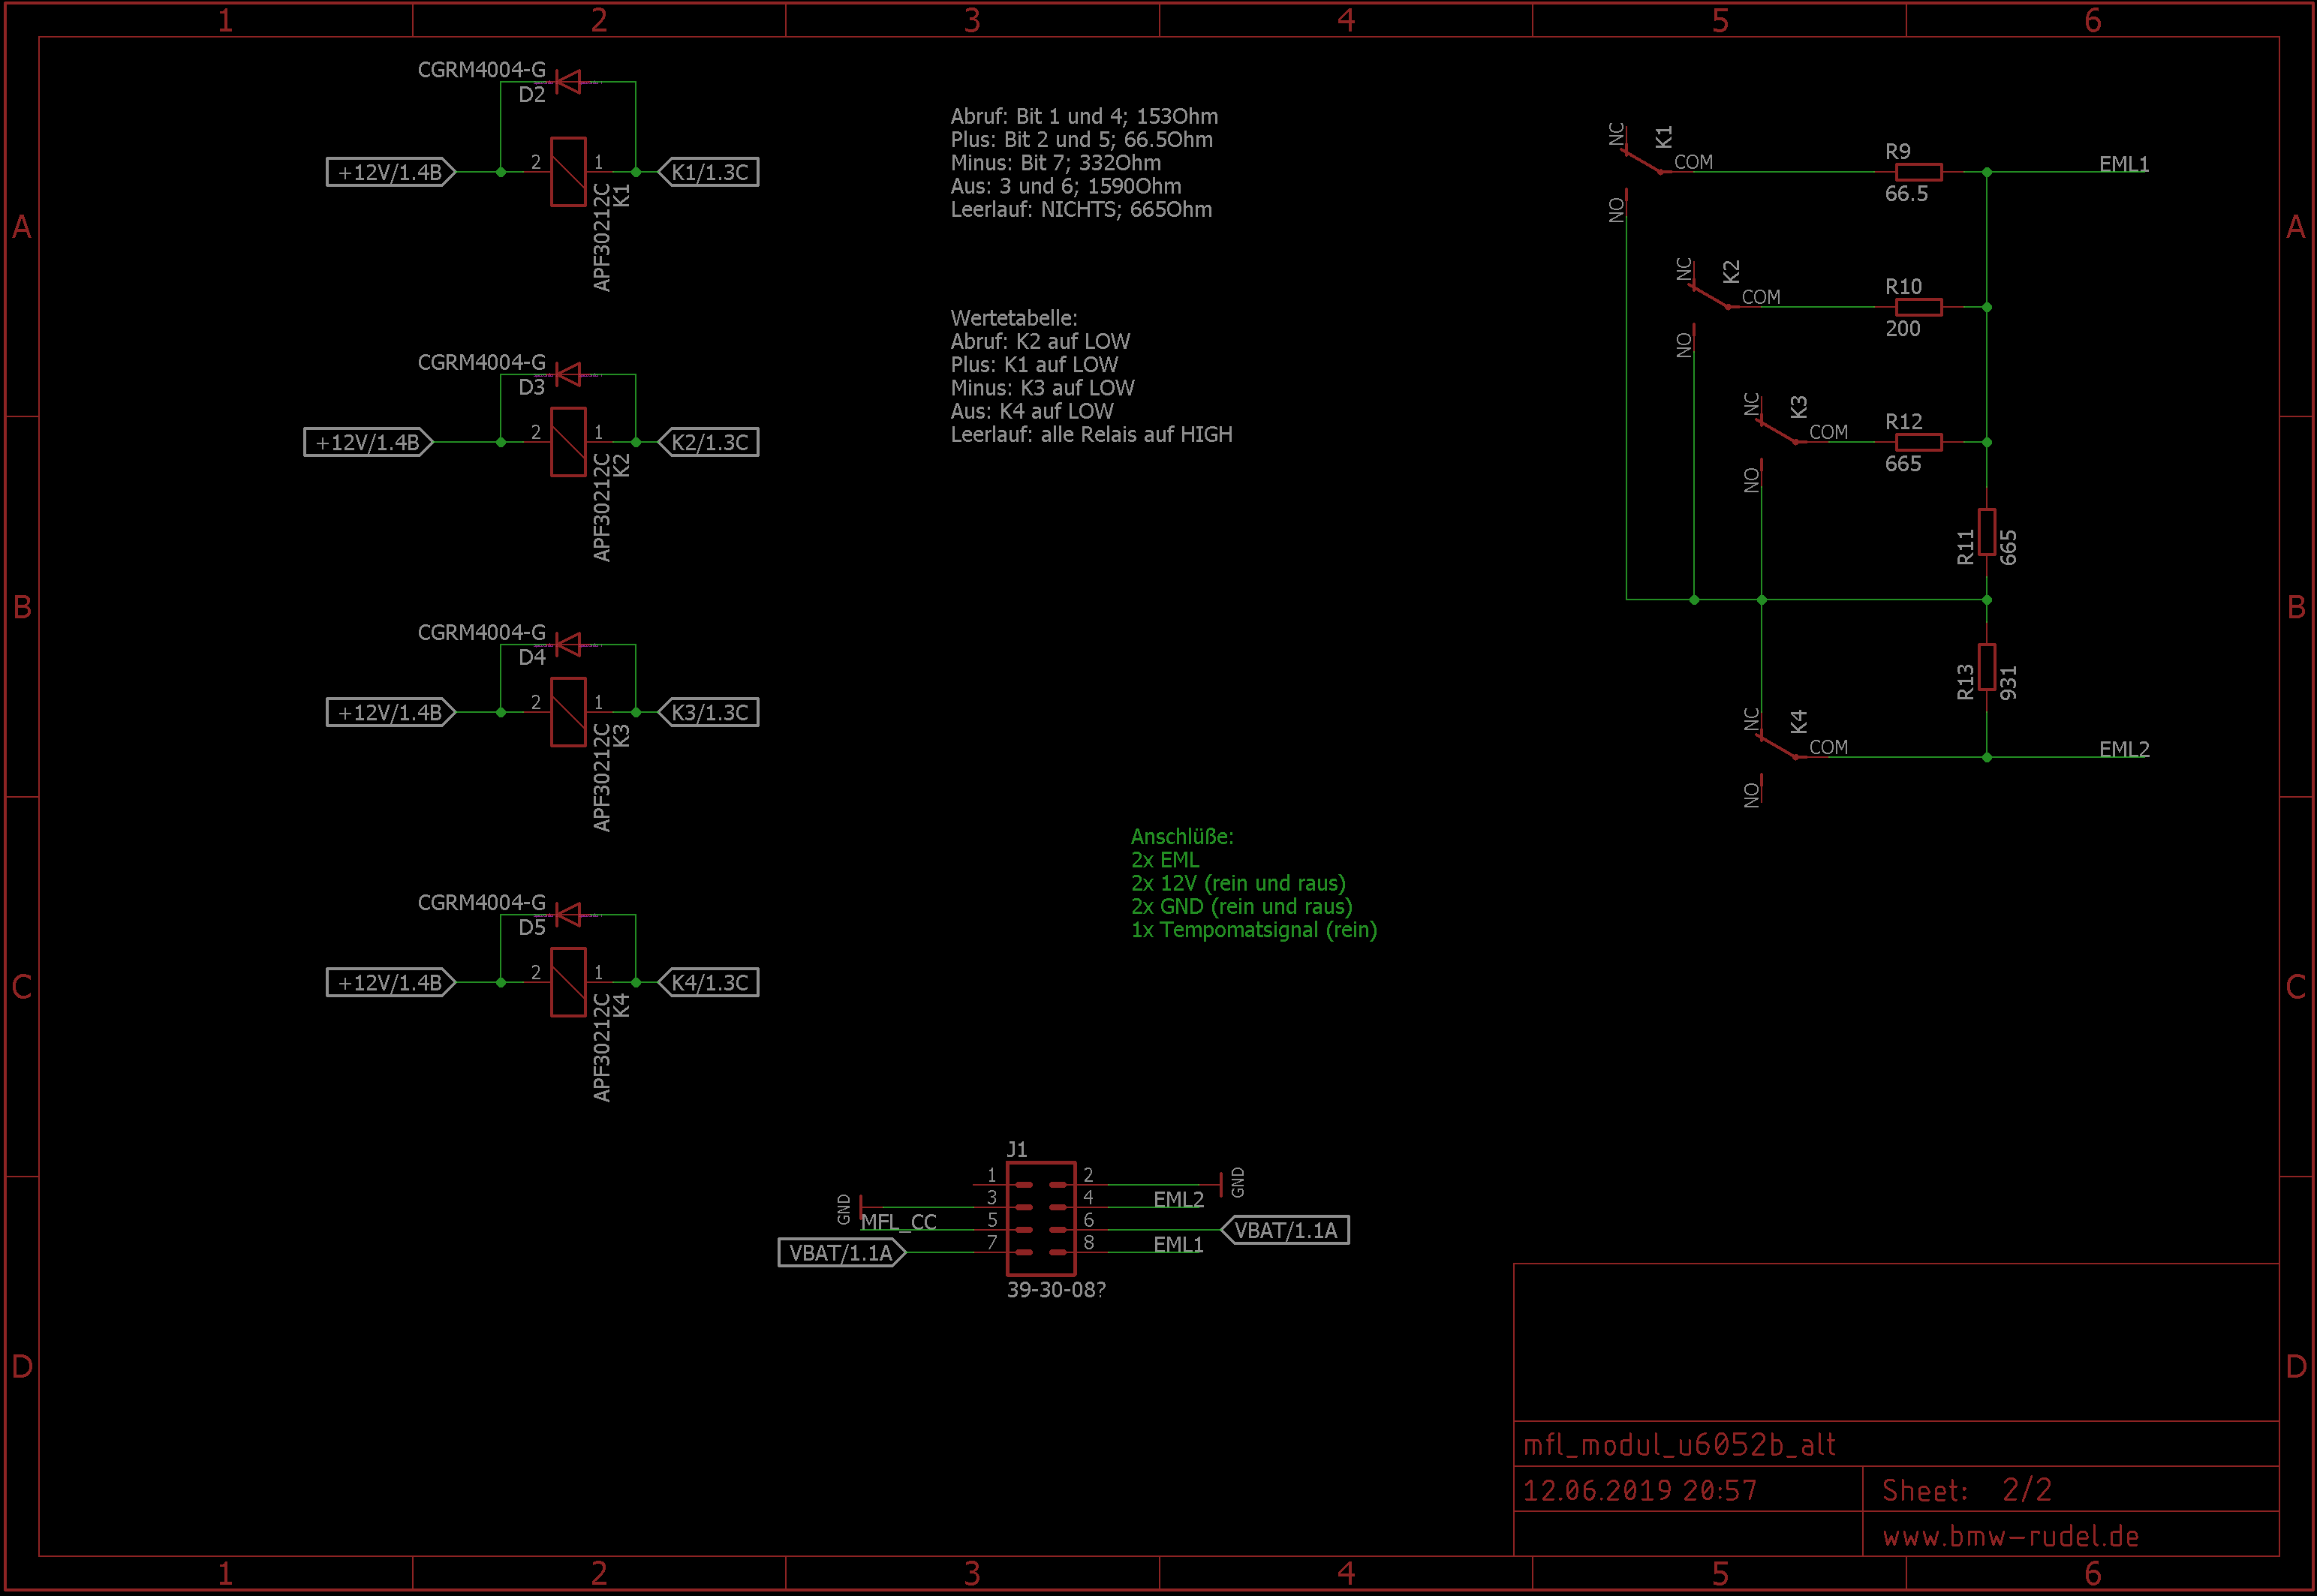 1 2 3 4 5 6
A
B
C
D
A
B
C
D
CGRM4004-G
D2
+12V/1.4B
2
1
K1/1.3C
APF30212C
K1
CGRM4004-G
D3
+12V/1.4B
2
1
K2/1.3C
APF30212C
K2
CGRM4004-G
D4
+12V/1.4B
2
1
K3/1.3C
APF30212C
K3
CGRM4004-G
D5
+12V/1.4B
2
1
K4/1.3C
APF30212C
K4
Abruf: Bit 1 und 4; 153Ohm
Plus: Bit 2 und 5; 66.5Ohm
Minus: Bit 7; 332Ohm
Aus: 3 und 6; 1590Ohm
Leerlauf: NICHTS; 665Ohm
Wertetabelle:
Abruf: K2 auf LOW
Plus: K1 auf LOW
Minus: K3 auf LOW
Aus: K4 auf LOW
Leerlauf: alle Relais auf HIGH
NC
K1
COM
NO
R9
66.5
EML1
NC
K2
COM
NO
R10
200
NC
K3
COM
NO
R12
665
R11
665
R13
931
NC
K4
COM
NO
EML2
Anschlüße:
2x EML
2x 12V (rein und raus)
2x GND (rein und raus)
1x Tempomatsignal (rein)
J1
1
2
GND
3
4
GND
EML2
5
6
MFL_CC
VBAT/1.1A
7
8
VBAT/1.1A
EML1
39-30-08?
mfl_modul_u6052b_alt
12.06.2019 20:57
Sheet: 2/2
www.bmw-rudel.de
1 2 3 4 5 6